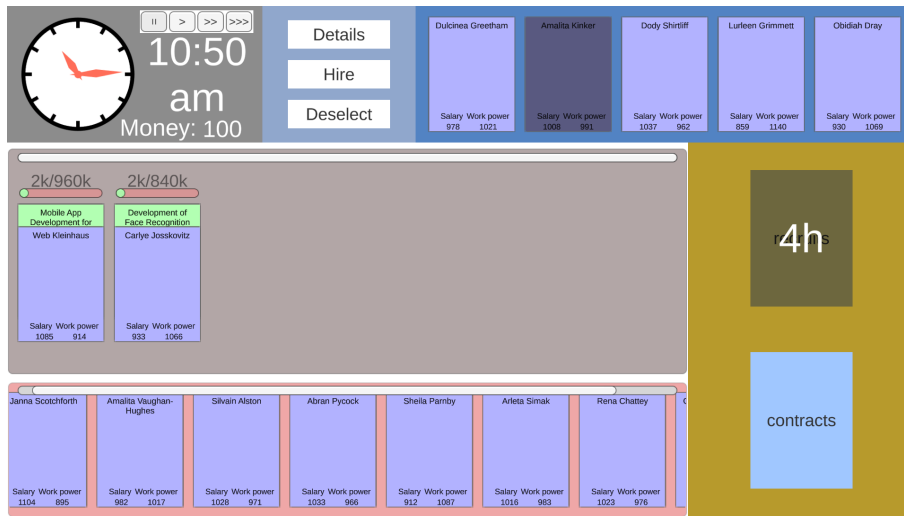 II > >> >>>
10:50
am
Money: 100
Details
Hire
Deselect
Dulcinea Greetham
Salary Work power
978 1021
Amalita Kinker
Salary Work power
1008 991
Dody Shirtliff
Salary Work power
1037 962
Lurleen Grimmett
Salary Work power
859 1140
Obidiah Dray
Salary Work power
930 1069
2k/960k
Mobile App
Development for
Web Kleinhaus
Salary Work power
1085 914
2k/840k
Development of
Face Recognition
Carlye Josskovitz
Salary Work power
933 1066
recruits
4h
contracts
Janna Scotchforth
Salary Work power
1104 895
Amalita Vaughan-
Hughes
Salary Work power
982 1017
Silvain Alston
Salary Work power
1028 971
Abran Pycock
Salary Work power
1033 966
Sheila Parnby
Salary Work power
912 1087
Arleta Simak
Salary Work power
1016 983
Rena Chattey
Salary Work power
1023 976